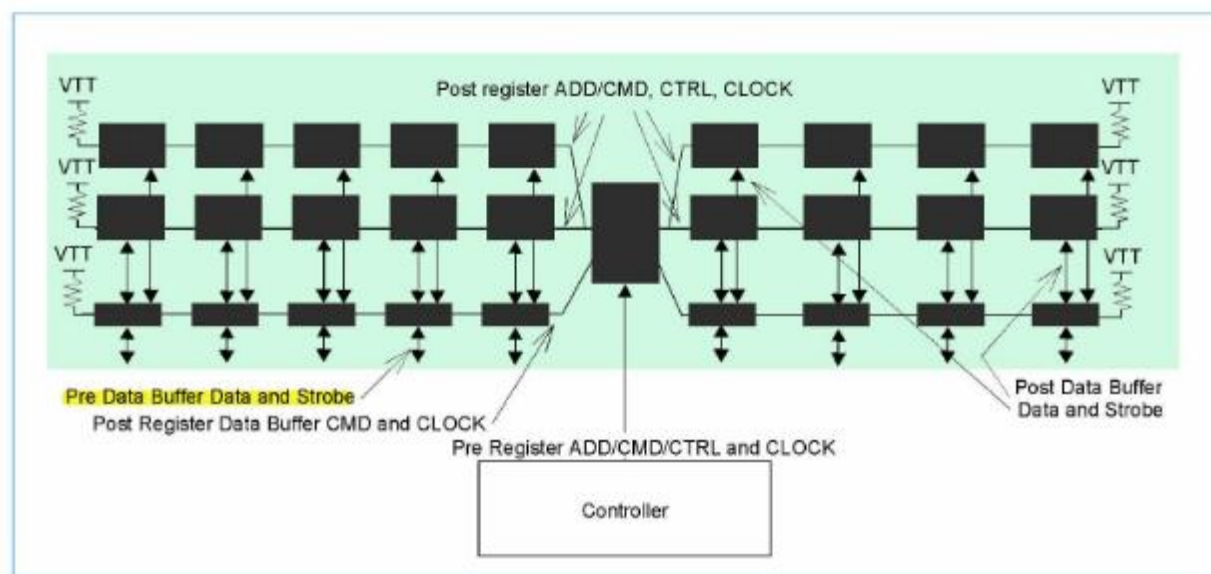 VTT
VTT
Post register ADD/CMD, CTRL, CLOCK
VTT
VTT
VTT
VTT
Pre Data Buffer Data and Strobe
Post Data Buffer
Data and Strobe
Post Register Data Buffer CMD and CLOCK
Pre Register ADD/CMD/CTRL and CLOCK
Controller